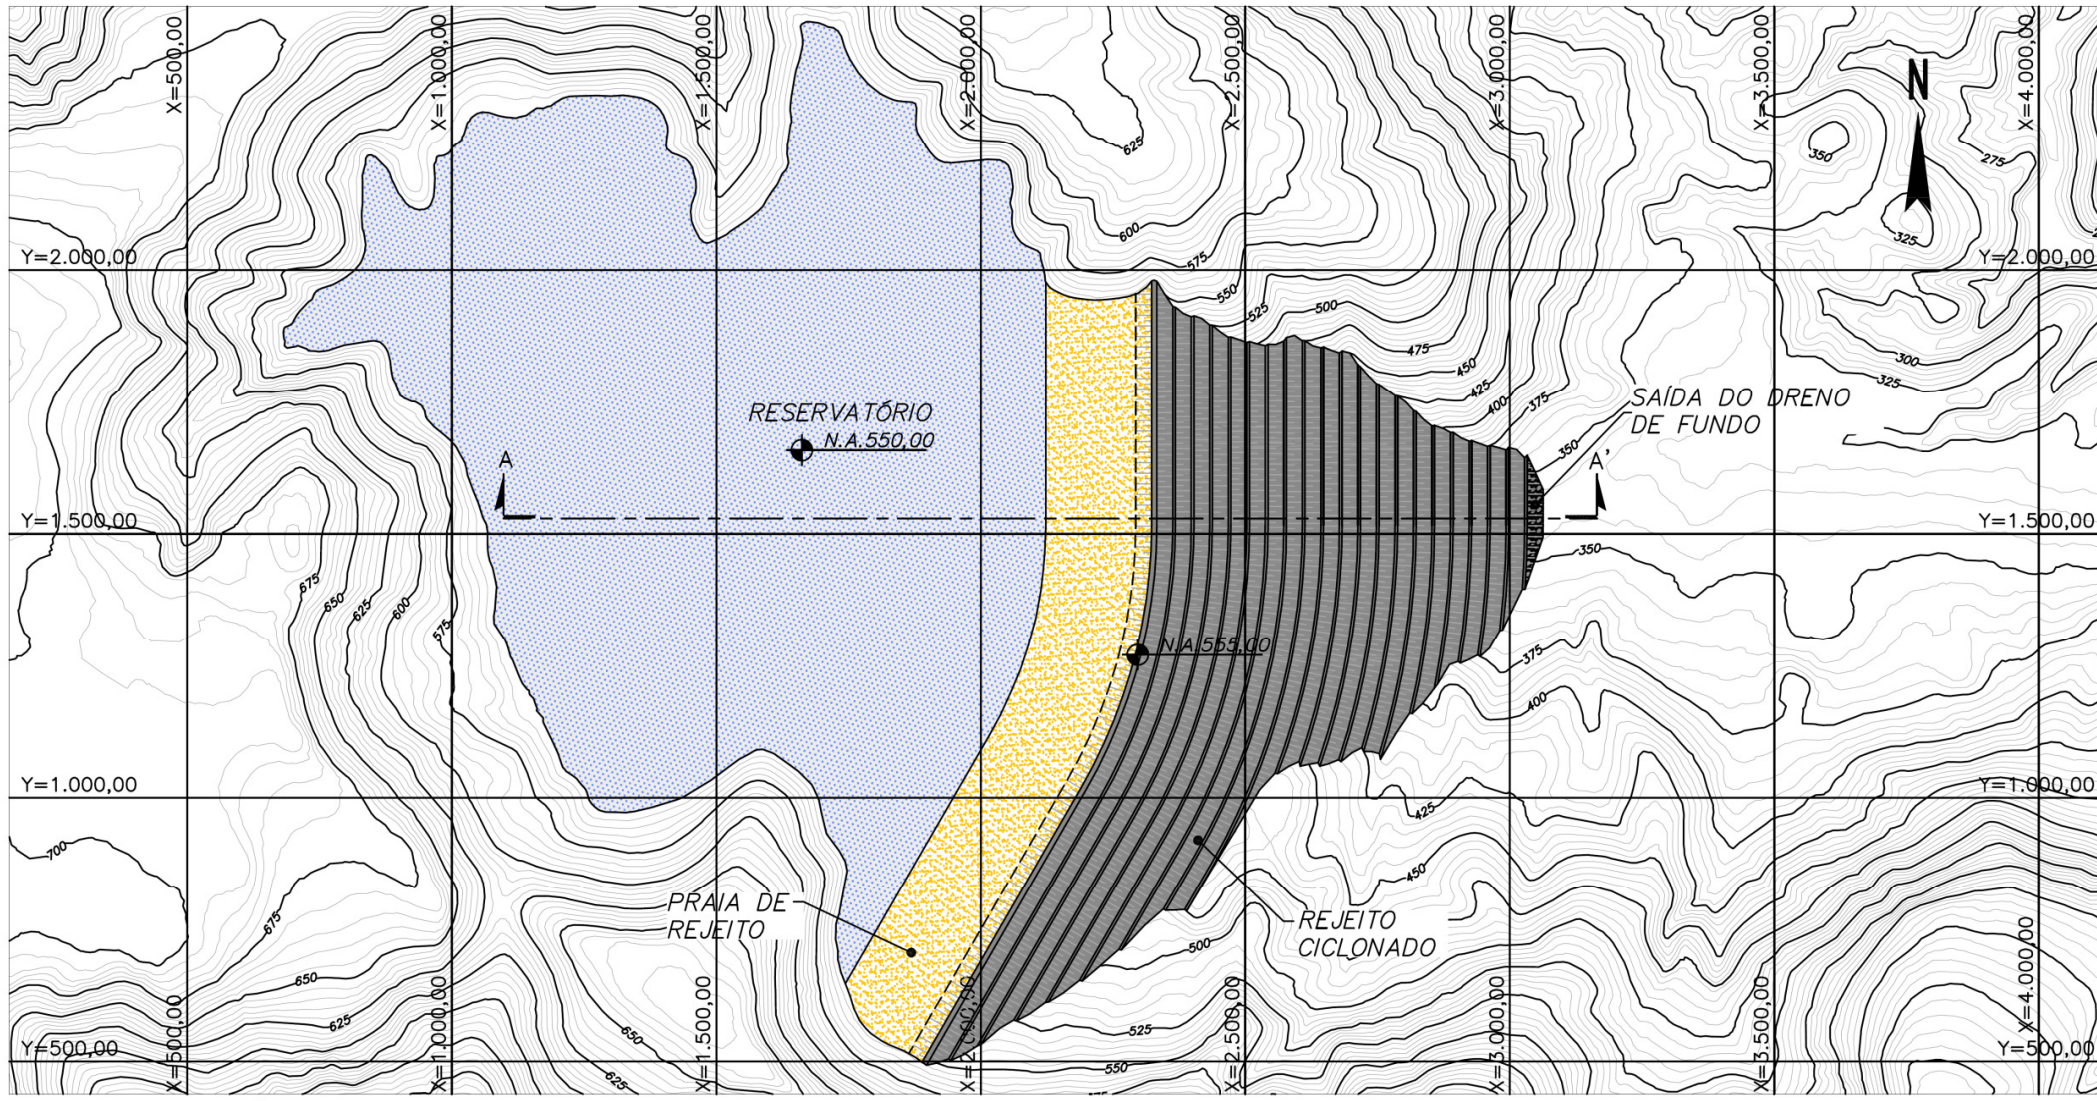 X=500,00
X=1.000,00
X=1.500,00
X=2.000,00
X=2.500,00
X=3.000,00
X=3.500,00
X=4.000,00
N
625
350
275
600
325
Y=2.000,00
575
Y=2.000,00
550
525
500
300
475
325
450
425
400
375
RESERVATÓRIO
N.A.550,00
SAÍDA DO DRENO
DE FUNDO
350
A
A'
Y=1.500,00
Y=1.500,00
350
675
650
625
600
575
N.A.555,00
375
400
Y=1.000,00
Y=1.000,00
425
700
450
PRAIA DE
REJEITO
REJEITO
CICLONADO
675
500
650
625
650
525
Y=500,00
Y=500,00
550
625
X=500,00
X=1.000,00
X=1.500,00
X=2.000,00
X=2.500,00
X=3.000,00
X=3.500,00
X=4.000,00